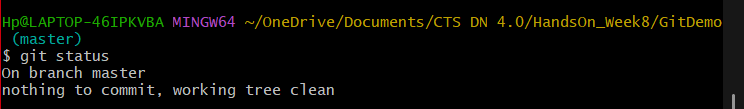 Hp@LAPTOP-46IPKVBA MINGW64 ~/OneDrive/Documents/CTS DN 4.0/HandsOn_Week8/GitDemo
(master)
$ git status
On branch master
nothing to commit, working tree clean